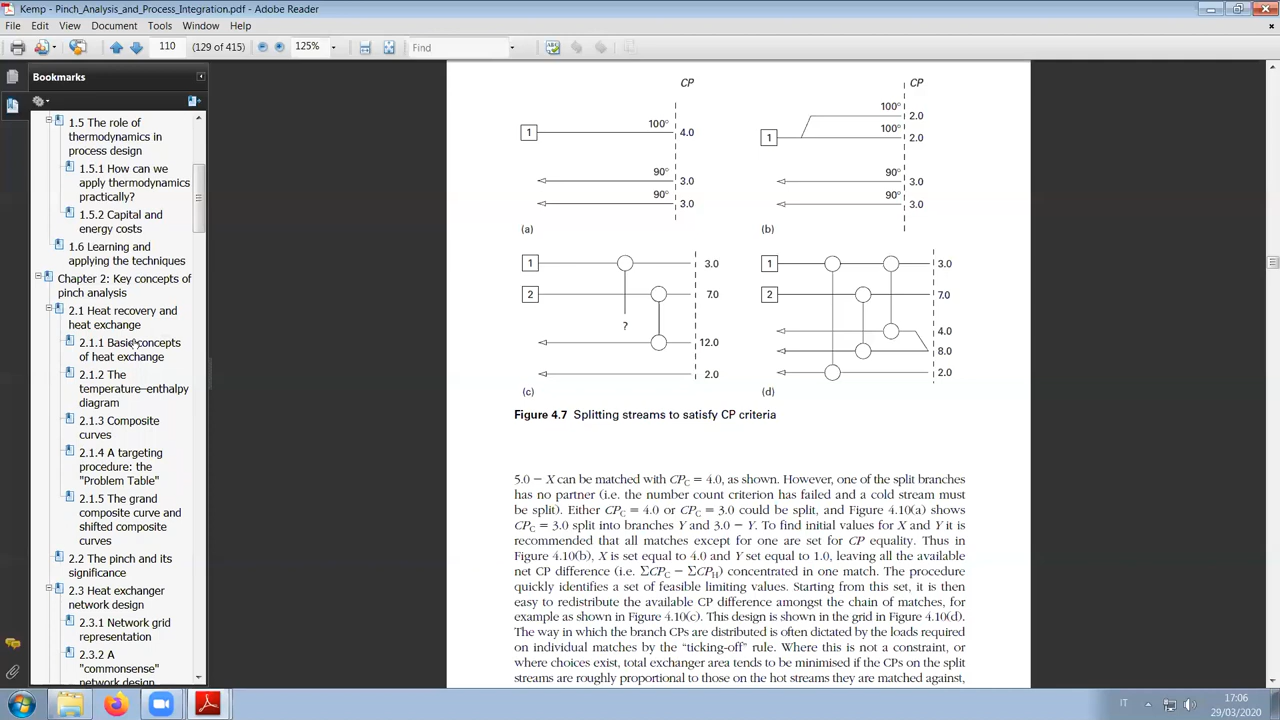 Kemp - Pinch_Analysis_and_Process_Integration.pdf - Adobe Reader
File Edit View Document Tools Window Help
110 (129 of 415) 125% Find
Bookmarks
1.5 The role of
thermodynamics in
process design
1.5.1 How can we
apply thermodynamics
practically?
1.5.2 Capital and
energy costs
1.6 Learning and
applying the techniques
Chapter 2: Key concepts of
pinch analysis
2.1 Heat recovery and
heat exchange
2.1.1 Basic concepts
of heat exchange
2.1.2 The
temperature–enthalpy
diagram
2.1.3 Composite
curves
2.1.4 A targeting
procedure: the
"Problem Table"
2.1.5 The grand
composite curve and
shifted composite
curves
2.2 The pinch and its
significance
2.3 Heat exchanger
network design
2.3.1 Network grid
representation
2.3.2 A
"commonsense"
network design
CP
1 100° 4.0
90° 3.0
90° 3.0
(a)
CP
100° 2.0
1 100° 2.0
90° 3.0
90° 3.0
(b)
1 3.0
2 7.0
?
12.0
2.0
(c)
1 3.0
2 7.0
4.0
8.0
2.0
(d)
Figure 4.7 Splitting streams to satisfy CP criteria
5.0 − X can be matched with CPC = 4.0, as shown. However, one of the split branches
has no partner (i.e. the number count criterion has failed and a cold stream must
be split). Either CPC = 4.0 or CPC = 3.0 could be split, and Figure 4.10(a) shows
CPC = 3.0 split into branches Y and 3.0 − Y. To find initial values for X and Y it is
recommended that all matches except for one are set for CP equality. Thus in
Figure 4.10(b), X is set equal to 4.0 and Y set equal to 1.0, leaving all the available
net CP difference (i.e. ΣCPC − ΣCPH) concentrated in one match. The procedure
quickly identifies a set of feasible limiting values. Starting from this set, it is then
easy to redistribute the available CP difference amongst the chain of matches, for
example as shown in Figure 4.10(c). This design is shown in the grid in Figure 4.10(d).
The way in which the branch CPs are distributed is often dictated by the loads required
on individual matches by the “ticking-off” rule. Where this is not a constraint, or
where choices exist, total exchanger area tends to be minimised if the CPs on the split
streams are roughly proportional to those on the hot streams they are matched against,
IT
17:06
29/03/2020